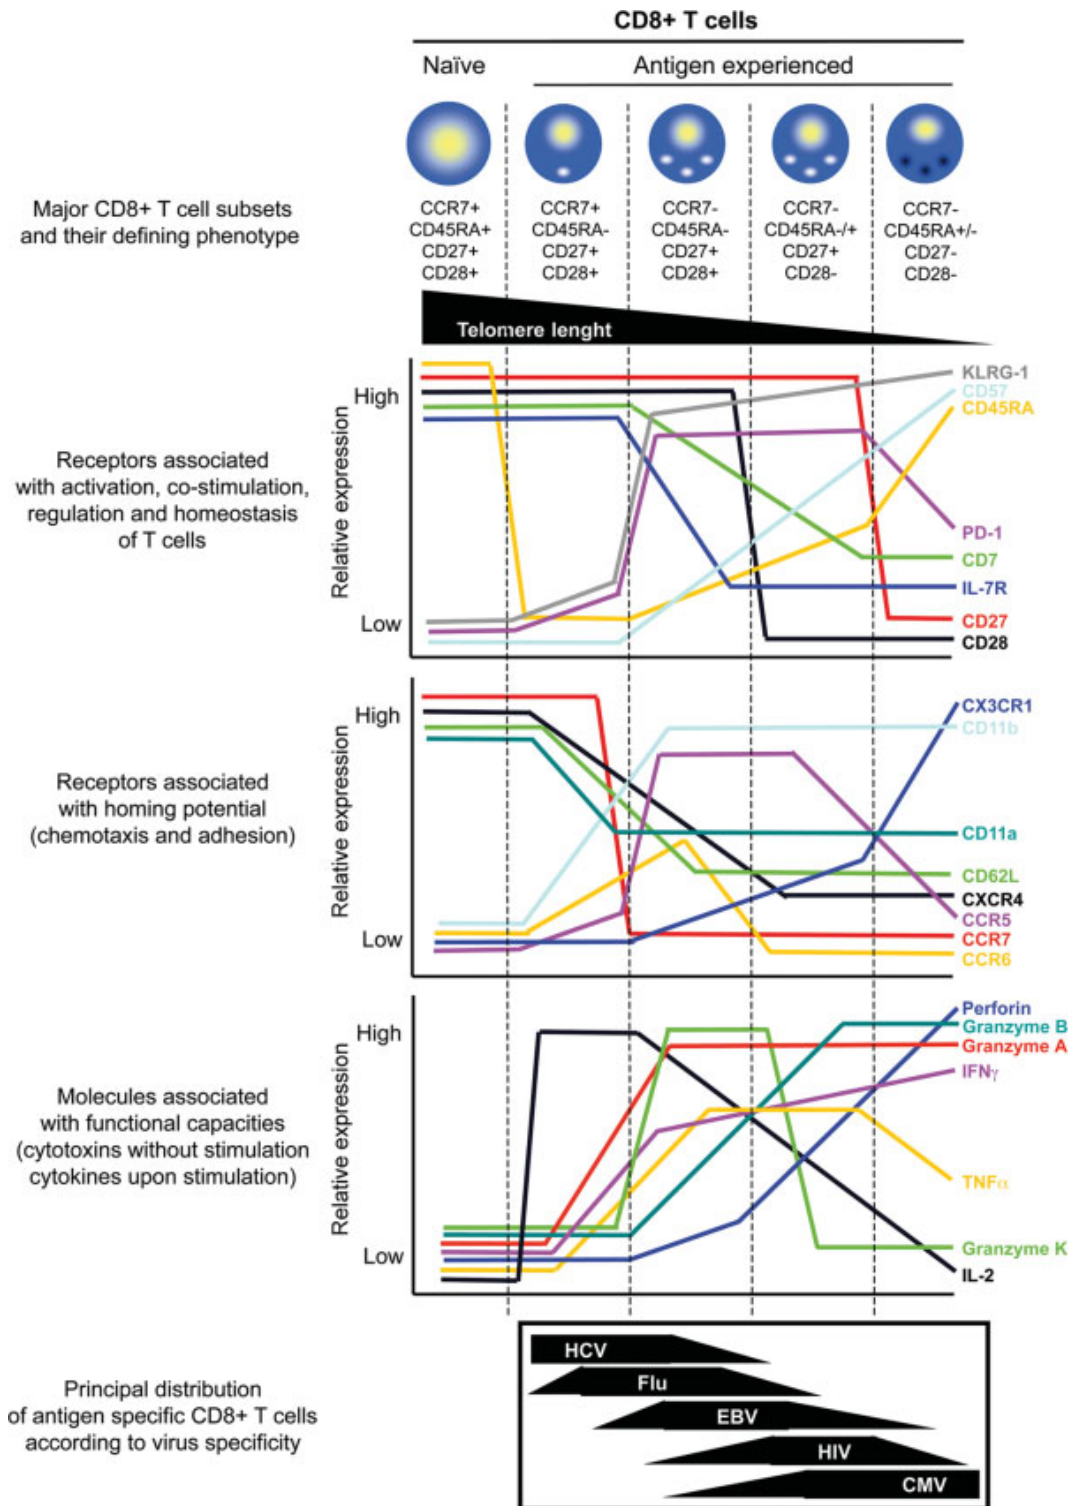 CD8+ T cells
Naïve
Antigen experienced
Major CD8+ T cell subsets
and their defining phenotype
CCR7+
CD45RA+
CD27+
CD28+
CCR7+
CD45RA-
CD27+
CD28+
CCR7-
CD45RA-
CD27+
CD28+
CCR7-
CD45RA-/+
CD27+
CD28-
CCR7-
CD45RA+/-
CD27-
CD28-
Telomere lenght
Receptors associated
with activation, co-stimulation,
regulation and homeostasis
of T cells
Relative expression
High
Low
KLRG-1
CD57
CD45RA
PD-1
CD7
IL-7R
CD27
CD28
Receptors associated
with homing potential
(chemotaxis and adhesion)
Relative expression
High
Low
CX3CR1
CD11b
CD11a
CD62L
CXCR4
CCR5
CCR7
CCR6
Molecules associated
with functional capacities
(cytotoxins without stimulation
cytokines upon stimulation)
Relative expression
High
Low
Perforin
Granzyme B
Granzyme A
IFNγ
TNFα
Granzyme K
IL-2
Principal distribution
of antigen specific CD8+ T cells
according to virus specificity
HCV
Flu
EBV
HIV
CMV